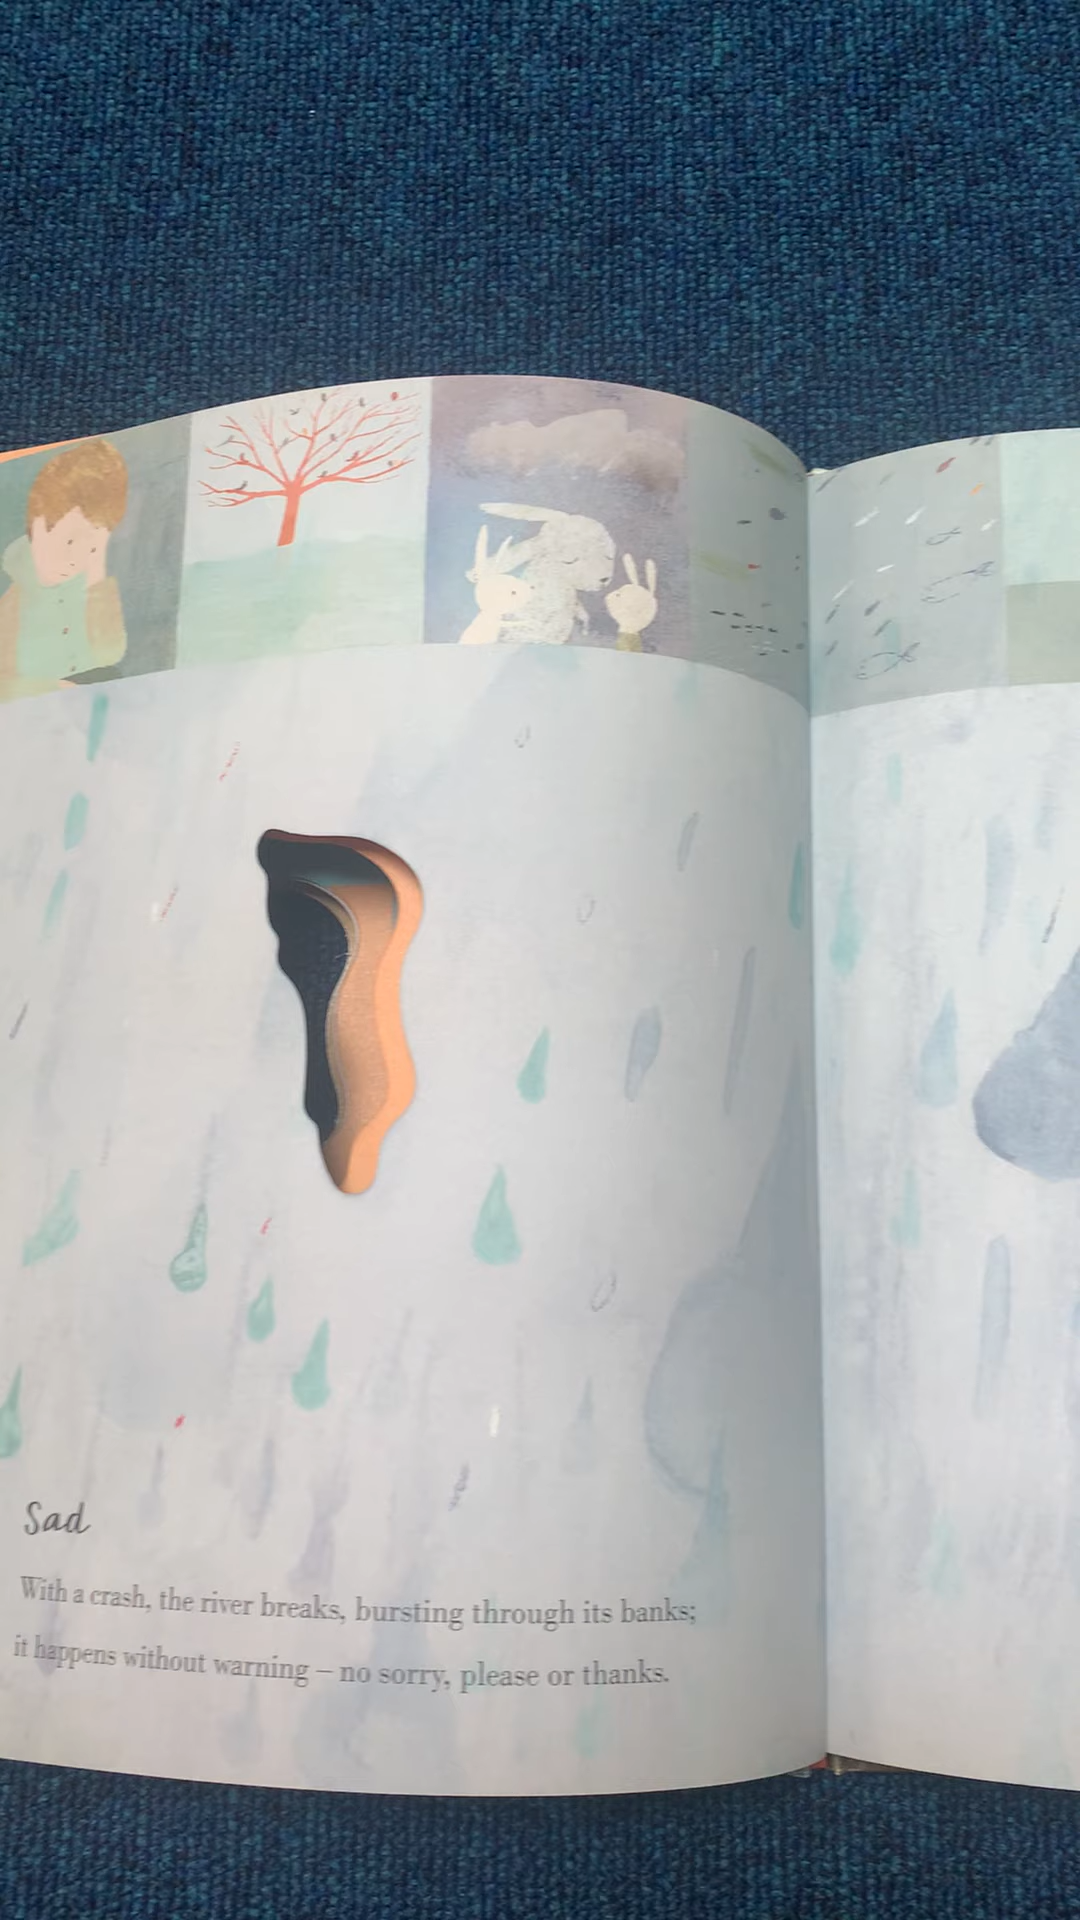 Sad
With a crash, the river breaks, bursting through its banks;
it happens without warning – no sorry, please or thanks.